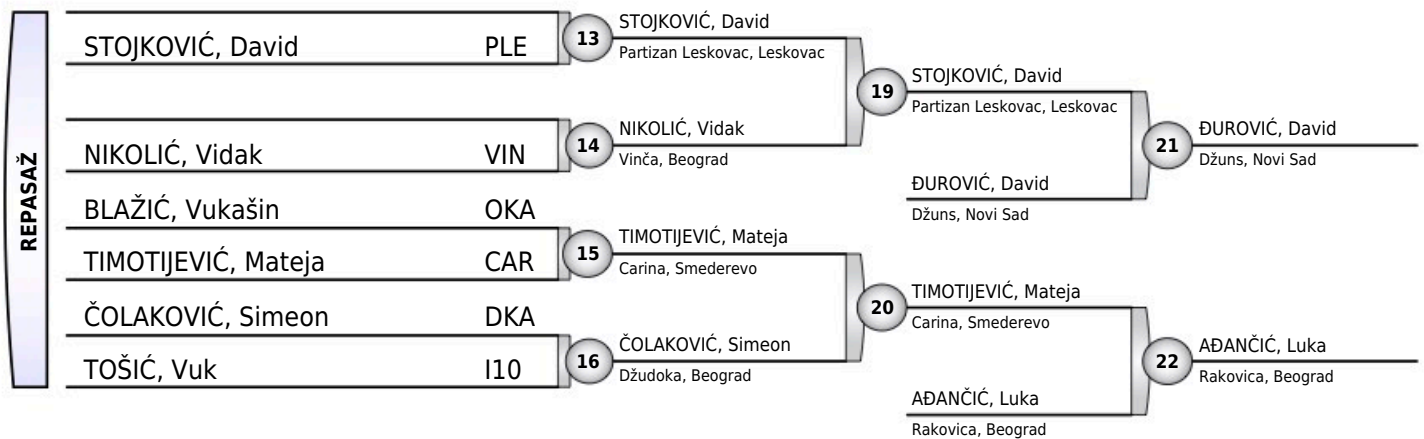 REPASAŽ
STOJKOVIĆ, David PLE
NIKOLIĆ, Vidak VIN
BLAŽIĆ, Vukašin OKA
TIMOTIJEVIĆ, Mateja CAR
ČOLAKOVIĆ, Simeon DKA
TOŠIĆ, Vuk I10
13
STOJKOVIĆ, David
Partizan Leskovac, Leskovac
14
NIKOLIĆ, Vidak
Vinča, Beograd
15
TIMOTIJEVIĆ, Mateja
Carina, Smederevo
16
ČOLAKOVIĆ, Simeon
Džudoka, Beograd
19
STOJKOVIĆ, David
Partizan Leskovac, Leskovac
ĐUROVIĆ, David
Džuns, Novi Sad
20
TIMOTIJEVIĆ, Mateja
Carina, Smederevo
AĐANČIĆ, Luka
Rakovica, Beograd
21
ĐUROVIĆ, David
Džuns, Novi Sad
22
AĐANČIĆ, Luka
Rakovica, Beograd